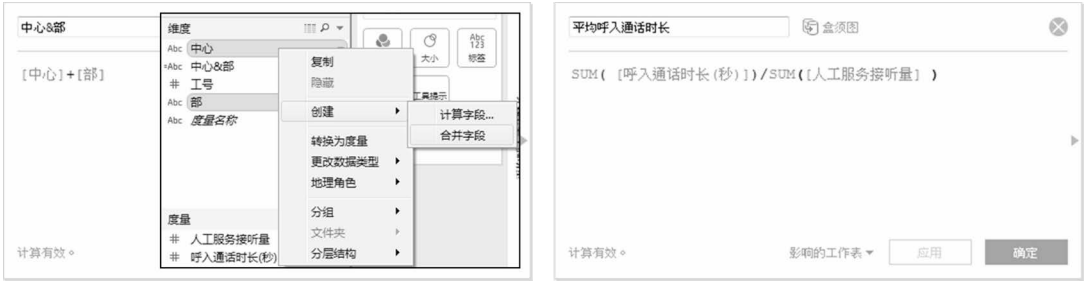 中心&部
[中心]+[部]
计算有效。
维度
Abc 中心
=Abc 中心&部
# 工号
Abc 部
Abc 度量名称
度量
# 人工服务接听量
# 呼入通话时长(秒)
大小
Abc
123
标签
工具提示
复制
隐藏
创建
转换为度量
更改数据类型
地理角色
分组
文件夹
分层结构
计算字段...
合并字段
平均呼入通话时长
盒须图
SUM( [呼入通话时长(秒)])/SUM([人工服务接听量] )
计算有效。
影响的工作表
应用
确定